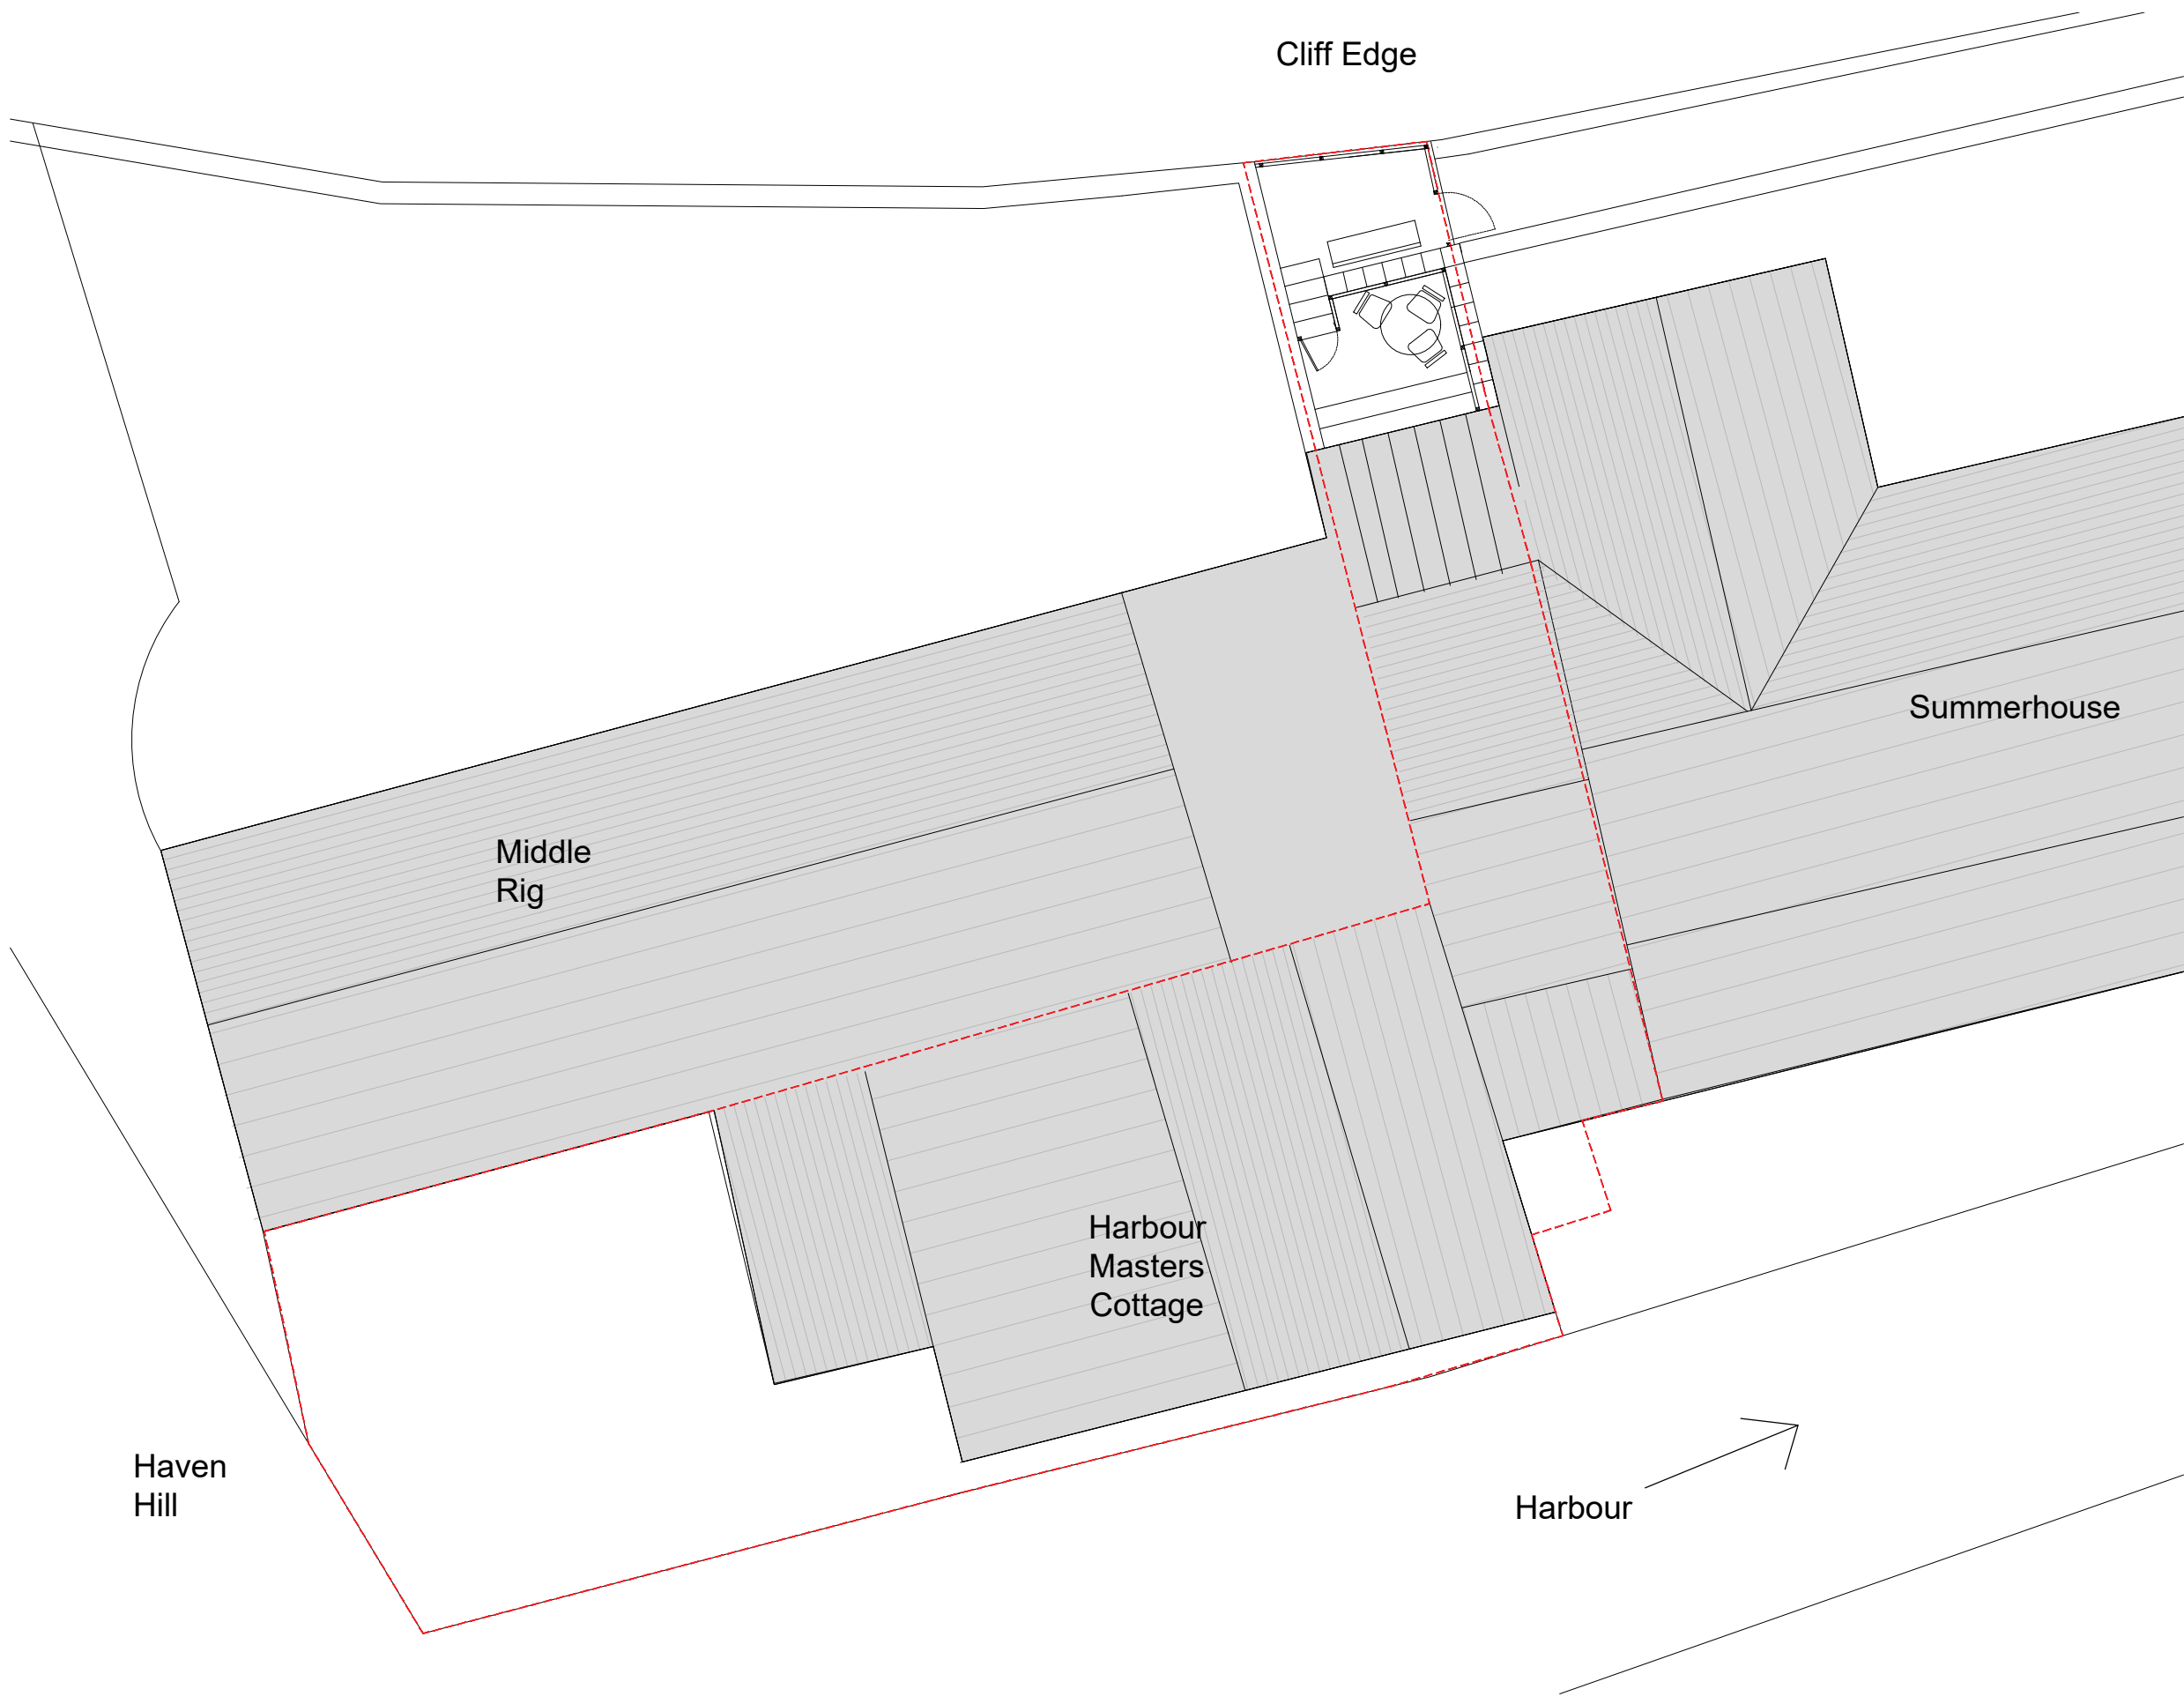 Cliff Edge
Summerhouse
Middle
Rig
Harbour
Masters
Cottage
Haven
Hill
Harbour